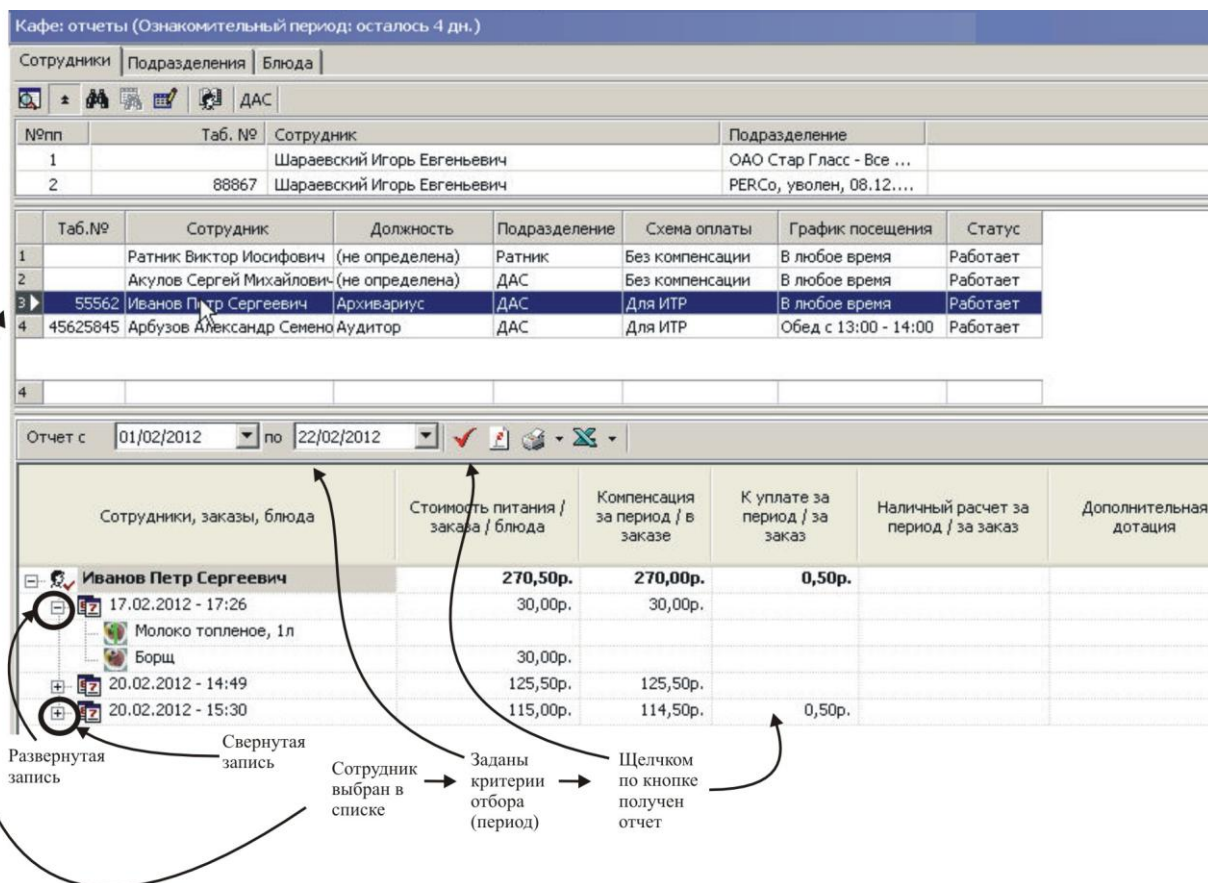 Кафе: отчеты (Ознакомительный период: осталось 4 дн.)
Сотрудники Подразделения Блюда
ДАС
№пп Таб. № Сотрудник Подразделение
1 Шараевский Игорь Евгеньевич ОАО Стар Гласс - Все ...
2 88867 Шараевский Игорь Евгеньевич PERCo, уволен, 08.12....
Таб.№ Сотрудник Должность Подразделение Схема оплаты График посещения Статус
1 Ратник Виктор Иосифович (не определена) Ратник Без компенсации В любое время Работает
2 Акулов Сергей Михайлович (не определена) ДАС Без компенсации В любое время Работает
3 55562 Иванов Петр Сергеевич Архивариус ДАС Для ИТР В любое время Работает
4 45625845 Арбузов Александр Семено Аудитор ДАС Для ИТР Обед с 13:00 - 14:00 Работает
4
Отчет с 01/02/2012 по 22/02/2012
Сотрудники, заказы, блюда
Стоимость питания /
заказа / блюда
Компенсация
за период / в
заказе
К уплате за
период / за
заказ
Наличный расчет за
период / за заказ
Дополнительная
дотация
Иванов Петр Сергеевич 270,50р. 270,00р. 0,50р.
17.02.2012 - 17:26 30,00р. 30,00р.
Молоко топленое, 1л
Борщ 30,00р.
20.02.2012 - 14:49 125,50р. 125,50р.
20.02.2012 - 15:30 115,00р. 114,50р. 0,50р.
Развернутая
запись
Свернутая
запись
Сотрудник
выбран в
списке
Заданы
критерии
отбора
(период)
Щелчком
по кнопке
получен
отчет